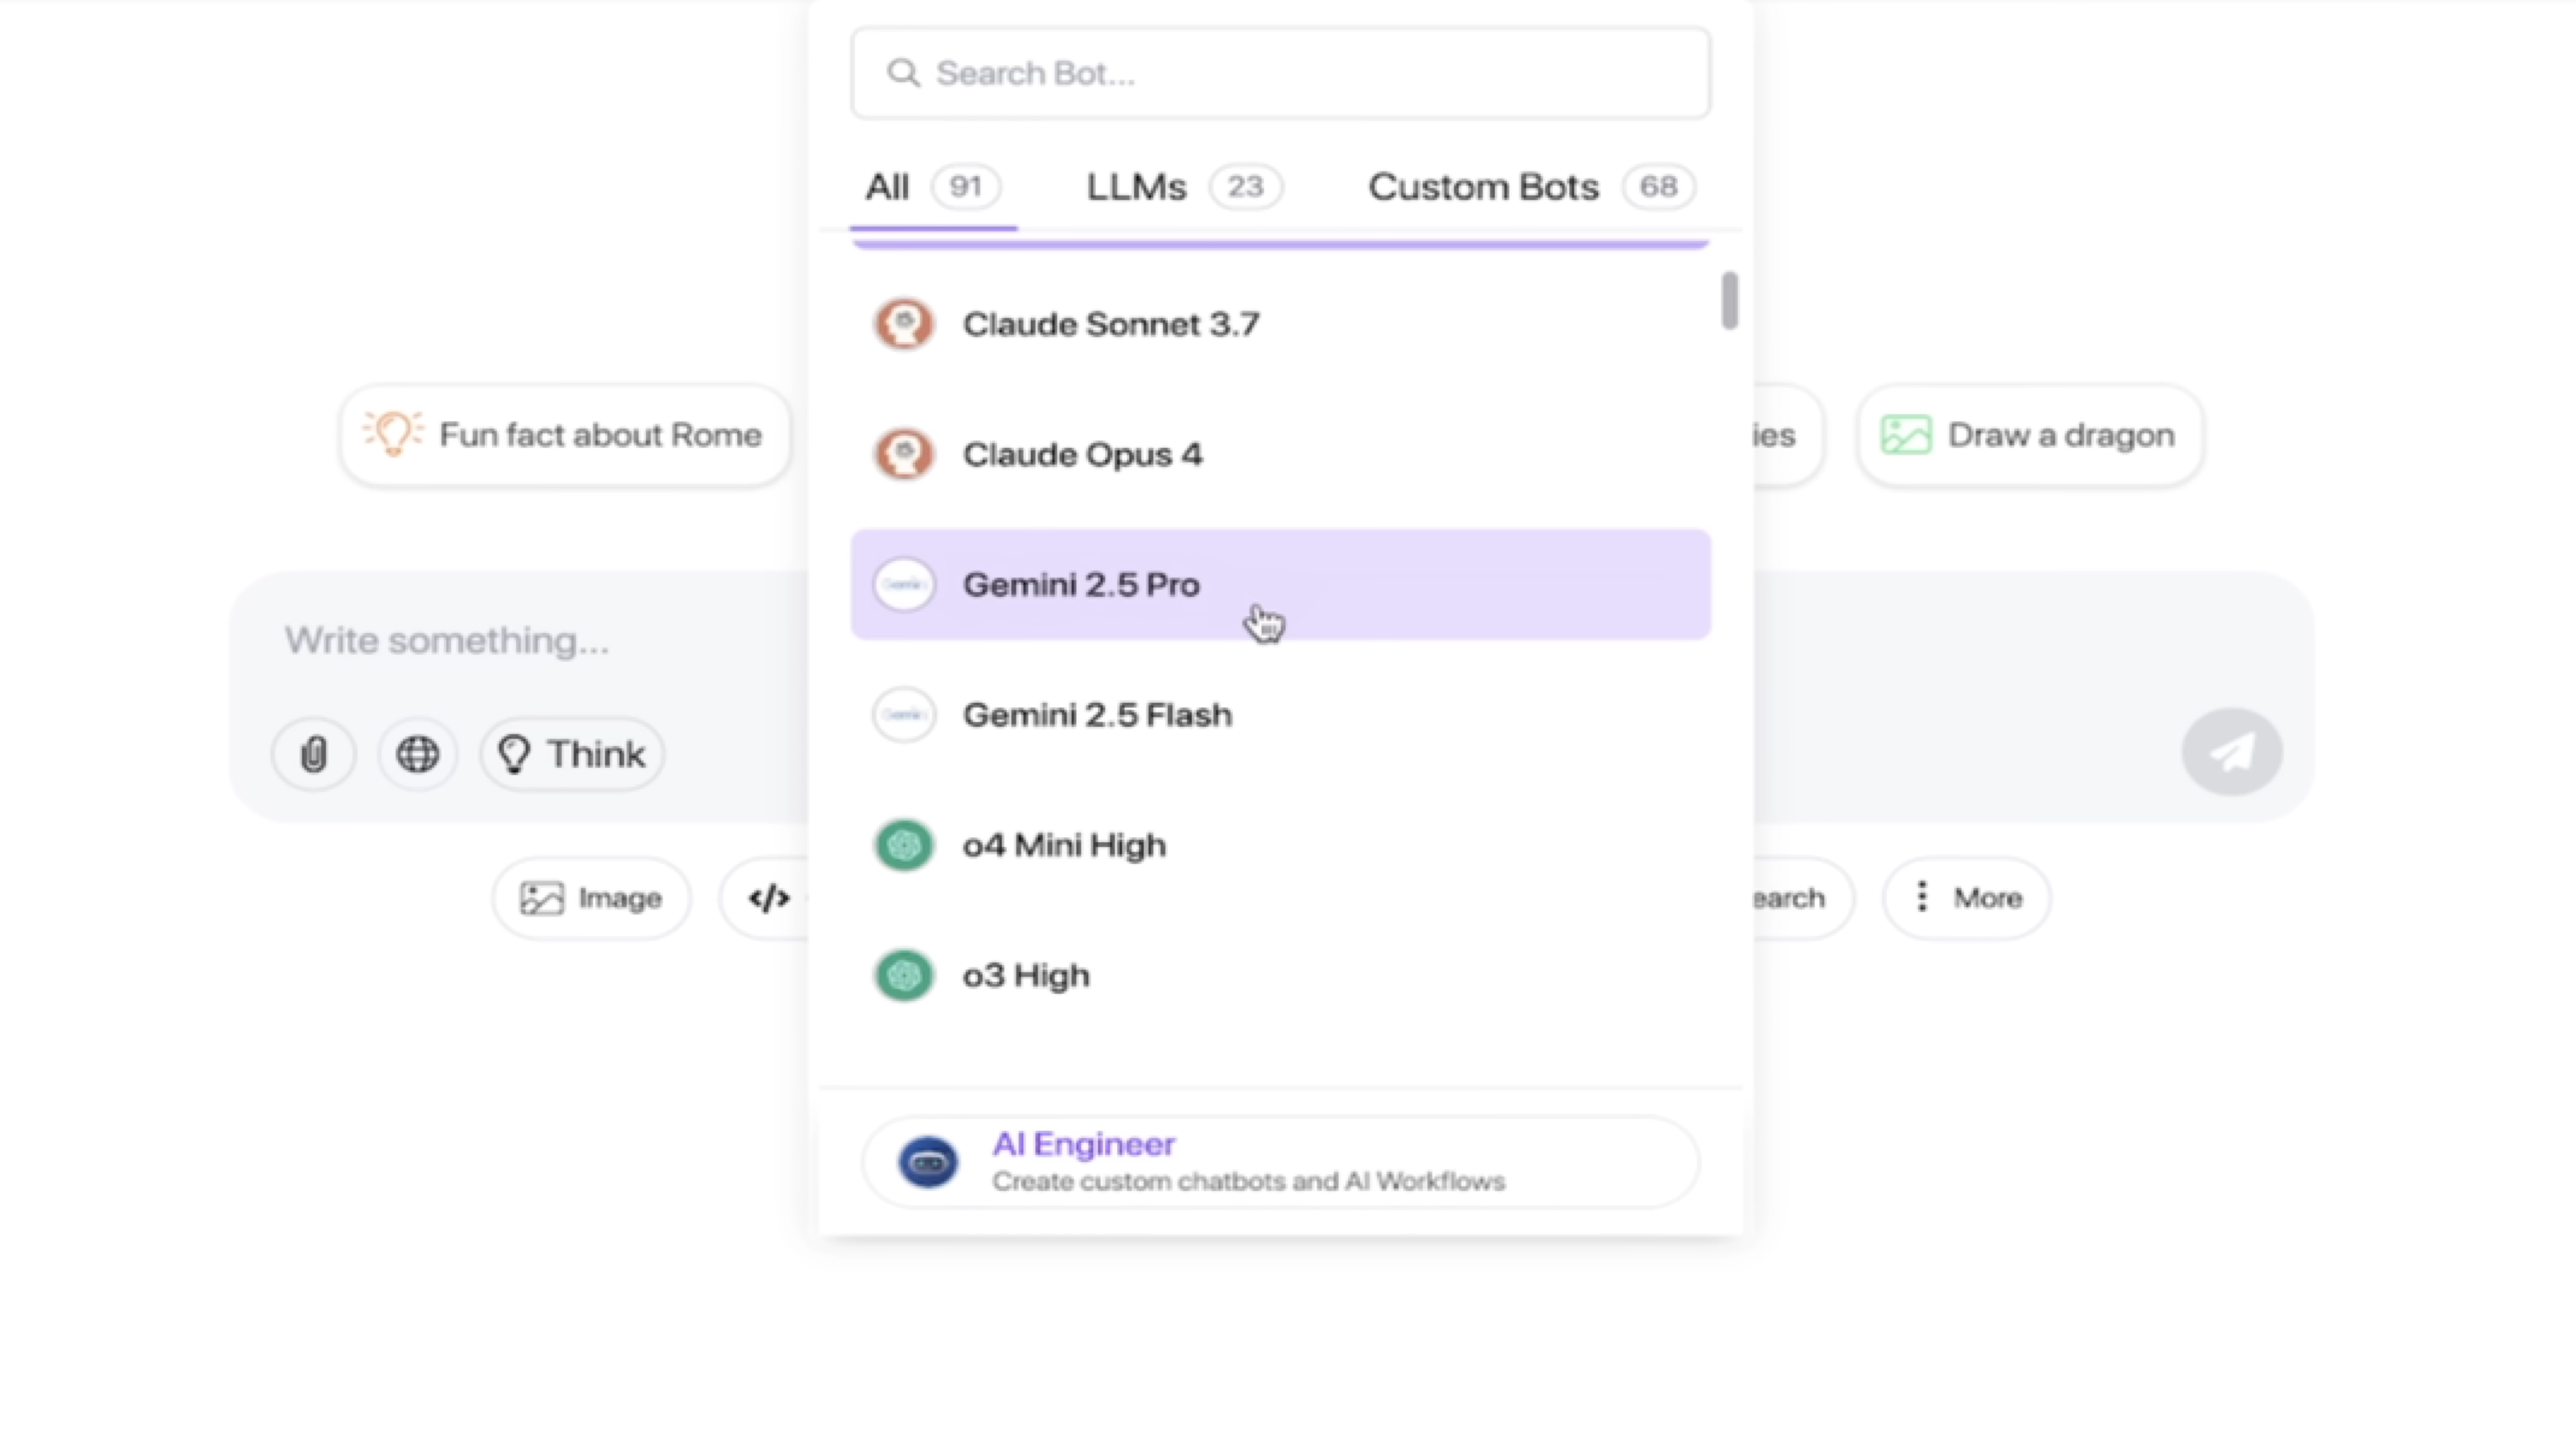 Search Bot...
All 91 LLMs 23 Custom Bots 68
Claude Sonnet 3.7
Claude Opus 4
Gemini 2.5 Pro
Gemini 2.5 Flash
o4 Mini High
o3 High
AI Engineer
Create custom chatbots and AI Workflows
Fun fact about Rome
ies
Draw a dragon
Write something...
Think
Image
</>
earch
More